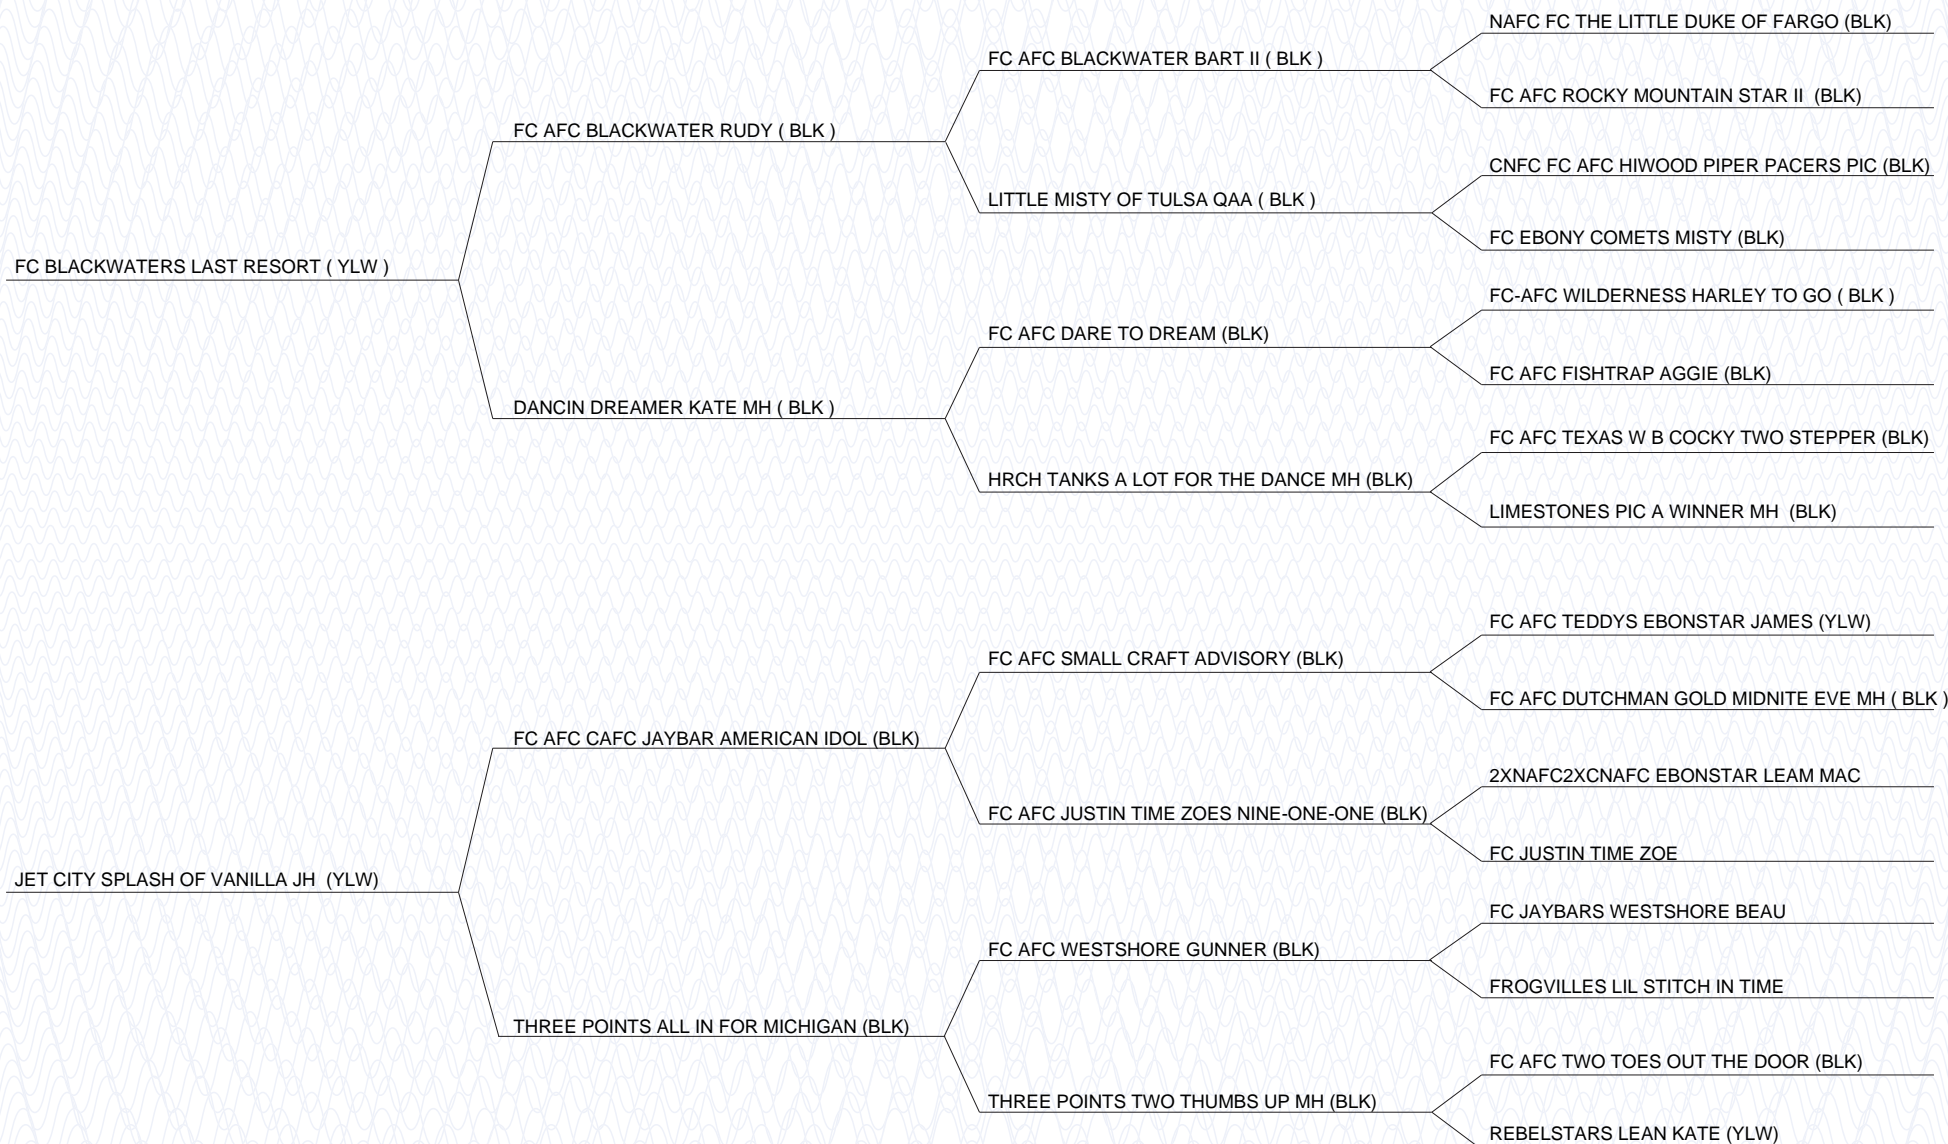 NAFC FC THE LITTLE DUKE OF FARGO (BLK)
FC AFC BLACKWATER BART II ( BLK )
FC AFC ROCKY MOUNTAIN STAR II (BLK)
FC AFC BLACKWATER RUDY ( BLK )
CNFC FC AFC HIWOOD PIPER PACERS PIC (BLK)
LITTLE MISTY OF TULSA QAA ( BLK )
FC EBONY COMETS MISTY (BLK)
FC BLACKWATERS LAST RESORT ( YLW )
FC-AFC WILDERNESS HARLEY TO GO ( BLK )
FC AFC DARE TO DREAM (BLK)
FC AFC FISHTRAP AGGIE (BLK)
DANCIN DREAMER KATE MH ( BLK )
FC AFC TEXAS W B COCKY TWO STEPPER (BLK)
HRCH TANKS A LOT FOR THE DANCE MH (BLK)
LIMESTONES PIC A WINNER MH (BLK)
FC AFC TEDDYS EBONSTAR JAMES (YLW)
FC AFC SMALL CRAFT ADVISORY (BLK)
FC AFC DUTCHMAN GOLD MIDNITE EVE MH ( BLK )
FC AFC CAFC JAYBAR AMERICAN IDOL (BLK)
2XNAFC2XCNAFC EBONSTAR LEAM MAC
FC AFC JUSTIN TIME ZOES NINE-ONE-ONE (BLK)
FC JUSTIN TIME ZOE
JET CITY SPLASH OF VANILLA JH (YLW)
FC JAYBARS WESTSHORE BEAU
FC AFC WESTSHORE GUNNER (BLK)
FROGVILLES LIL STITCH IN TIME
THREE POINTS ALL IN FOR MICHIGAN (BLK)
FC AFC TWO TOES OUT THE DOOR (BLK)
THREE POINTS TWO THUMBS UP MH (BLK)
REBELSTARS LEAN KATE (YLW)